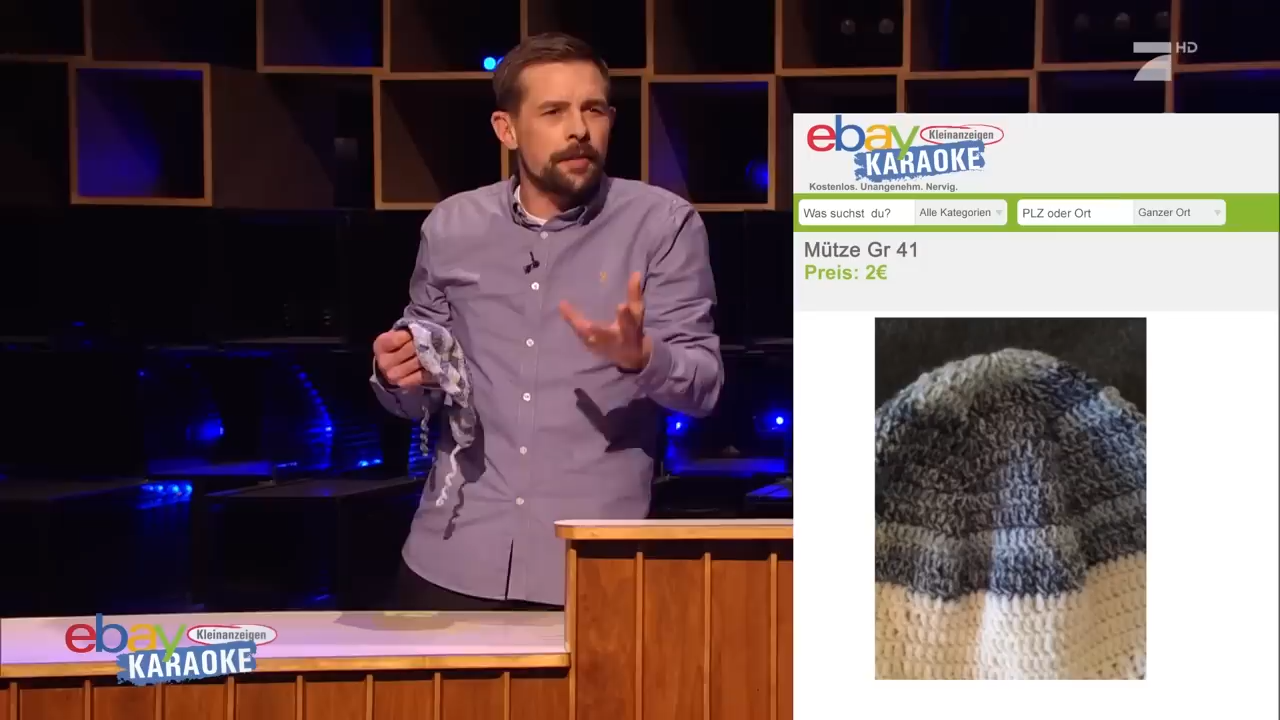 HD
ebay Kleinanzeigen
KARAOKE
Kostenlos. Unangenehm. Nervig.
Was suchst du? Alle Kategorien PLZ oder Ort Ganzer Ort
Mütze Gr 41
Preis: 2€
ebay Kleinanzeigen
KARAOKE